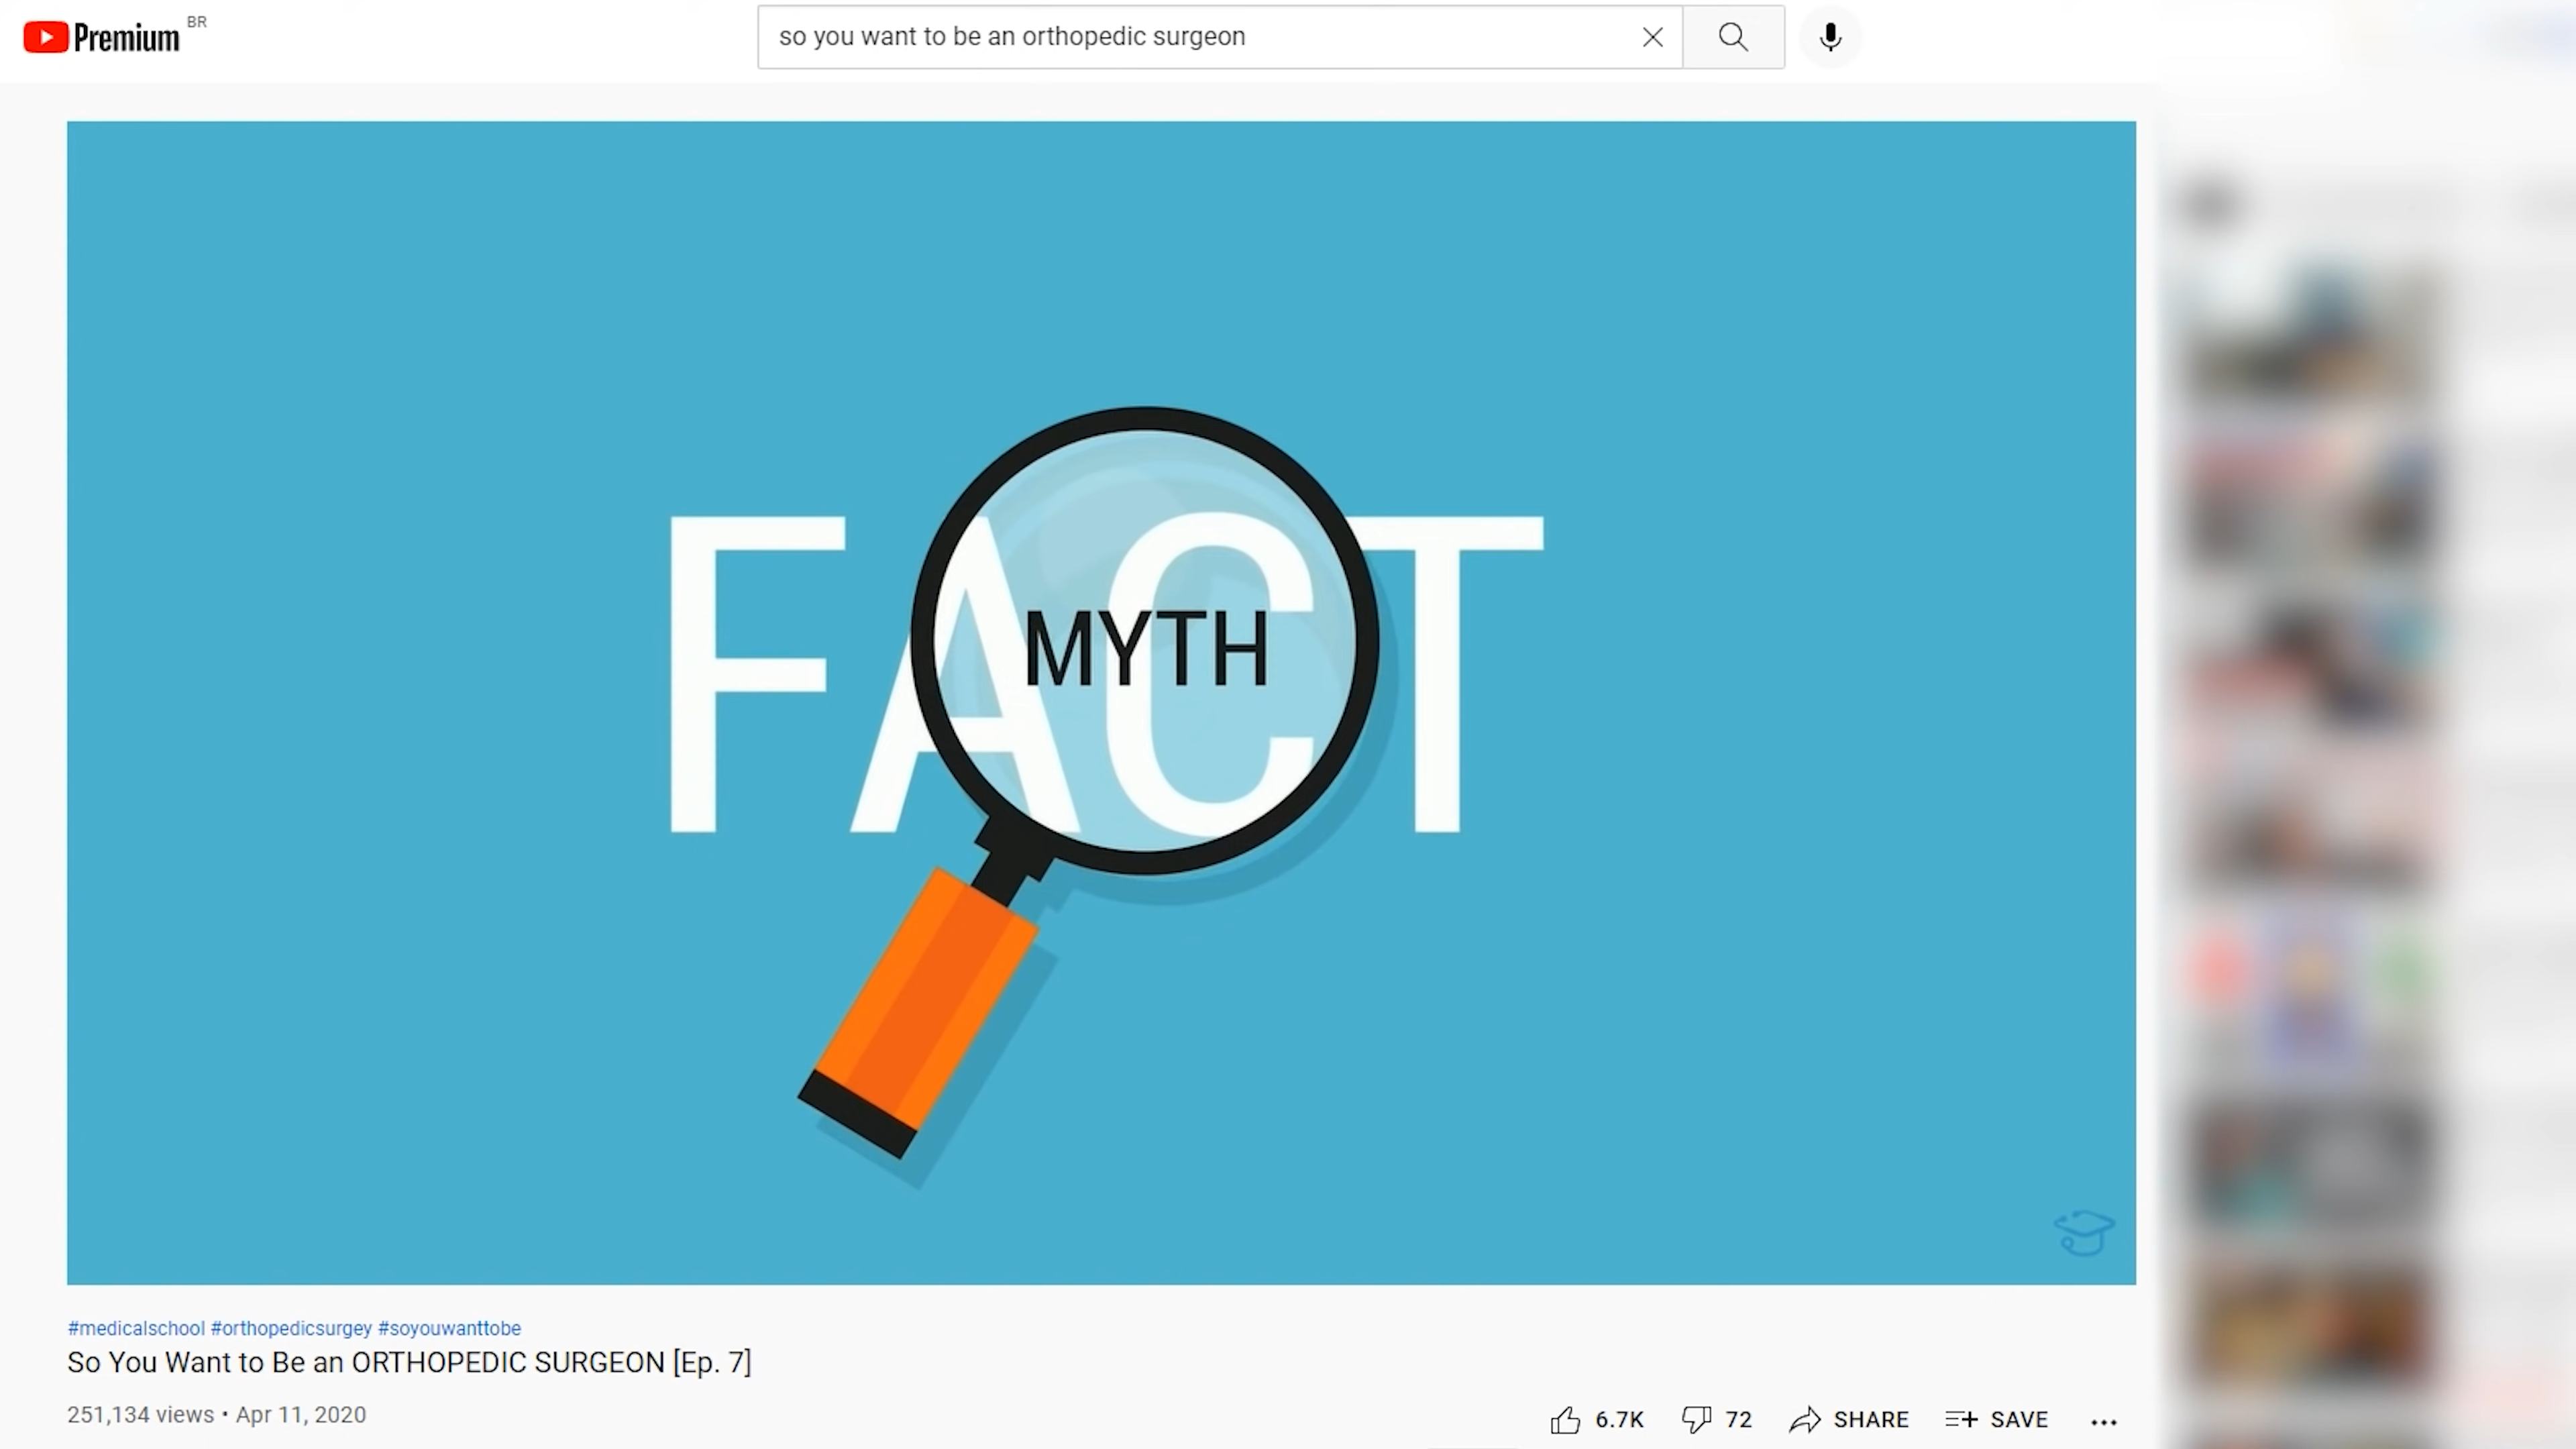 Premium BR
so you want to be an orthopedic surgeon
FACT
MYTH
#medicalschool #orthopedicsurgey #soyouwanttobe
So You Want to Be an ORTHOPEDIC SURGEON [Ep. 7]
251,134 views • Apr 11, 2020
6.7K 72 SHARE SAVE